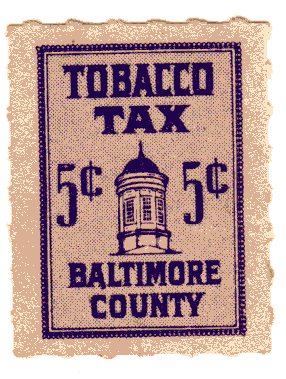 TOBACCO
TAX
5¢ 5¢
BALTIMORE
COUNTY